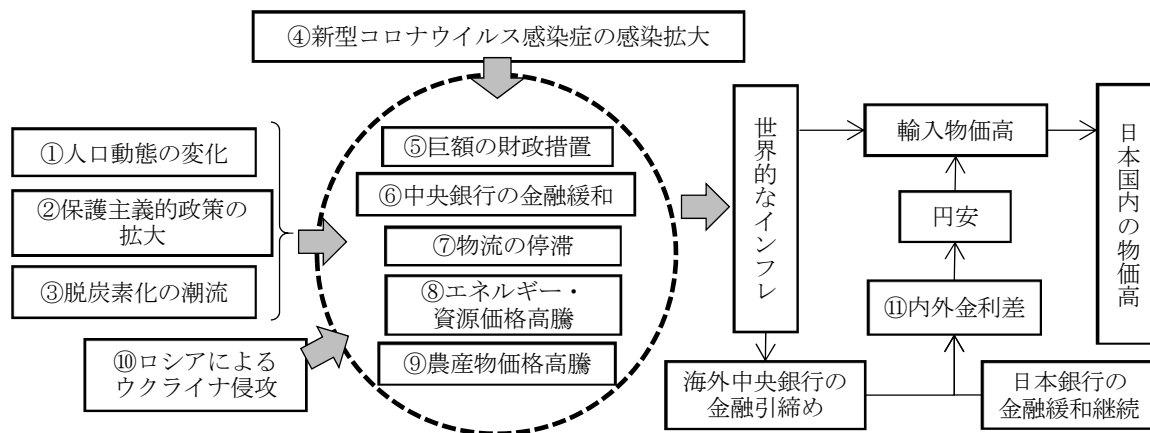 ④新型コロナウイルス感染症の感染拡大
①人口動態の変化
②保護主義的政策の
拡大
③脱炭素化の潮流
⑩ロシアによる
ウクライナ侵攻
⑤巨額の財政措置
⑥中央銀行の金融緩和
⑦物流の停滞
⑧エネルギー・
資源価格高騰
⑨農産物価格高騰
世界的なインフレ
輸入物価高
円安
⑪内外金利差
海外中央銀行の
金融引締め
日本銀行の
金融緩和継続
日本国内の物価高